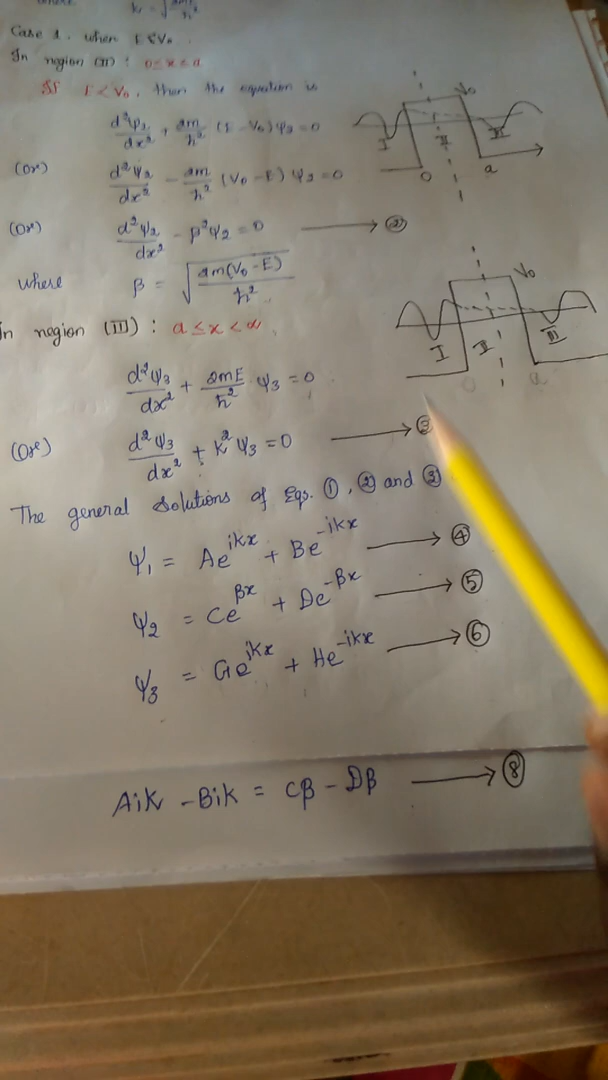 where k = √2m
Case 1. when E<V₀.
In region (II) : 0≤x≤a
If E<V₀, then the equation is
d²ψ₂/dx² + 2m/ħ² (E-V₀)ψ₂=0
(or) d²ψ₂/dx² - 2m/ħ² (V₀-E)ψ₂=0
(or) d²ψ₂/dx² - β²ψ₂=0 → ②
where β = √2m(V₀-E)/ħ²
V₀
I II III
0 a
V₀
I II III
0 a
In region (III) : a≤x<∞
d²ψ₃/dx² + 2mE/ħ² ψ₃=0
(or) d²ψ₃/dx² + k²ψ₃=0 → ③
The general solutions of Eqs. ①, ② and ③
ψ₁ = Ae^ikx + Be^-ikx → ④
ψ₂ = Ce^βx + De^-βx → ⑤
ψ₃ = Ge^ikx + He^-ikx → ⑥
Aik - Bik = Cβ - Dβ → ⑧